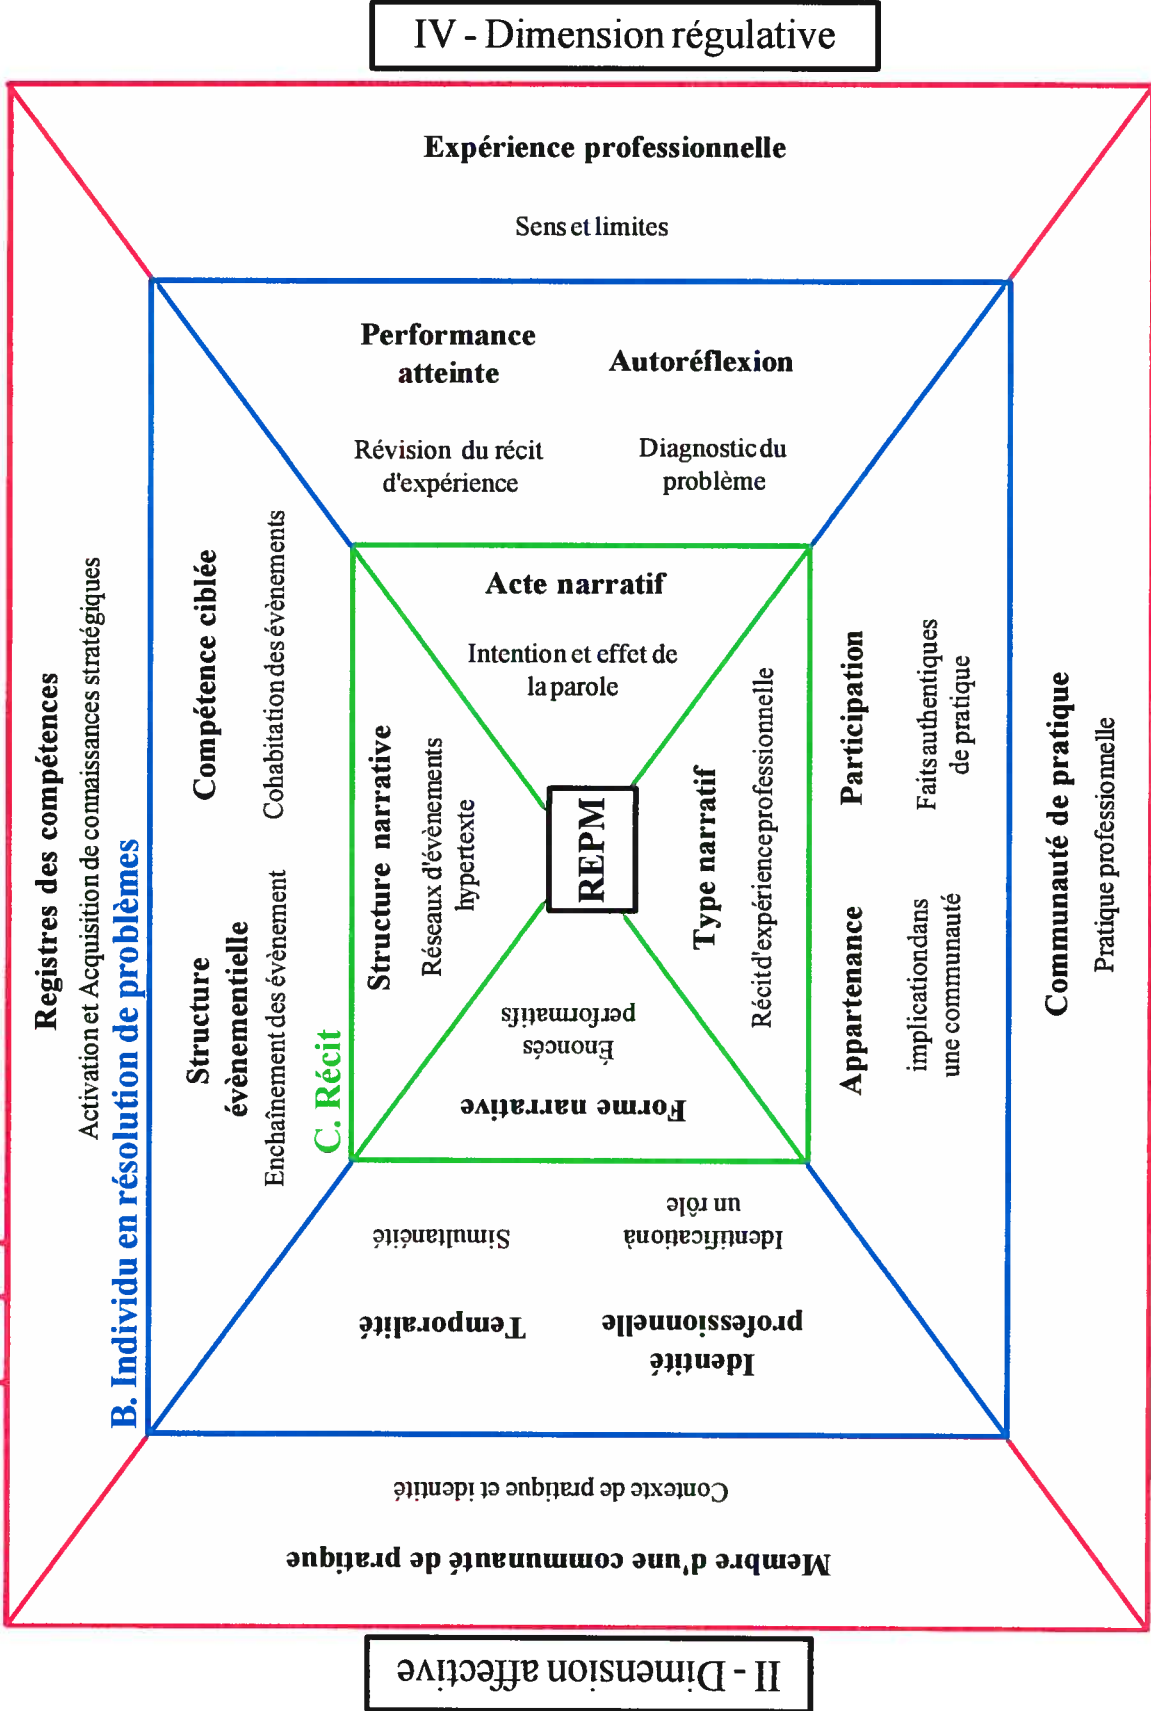 IV - Dimension régulative
Expérience professionnelle
Sens et limites
Performance
atteinte
Autoréflexion
Révision du récit
d'expérience
Diagnostic du
problème
Acte narratif
Intention et effet de
la parole
Registres des compétences
Activation et Acquisition de connaissances stratégiques
B. Individu en résolution de problèmes
Structure
évènementielle
Enchaînement des évènement
Compétence ciblée
Cohabitation des évènements
C. Récit
Structure narrative
Réseaux d'évènements
hypertexte
REPM
Type narratif
Récit d'expérience professionnelle
Appartenance
implication dans
une communauté
Participation
Faits authentiques
de pratique
Communauté de pratique
Pratique professionnelle
Forme narrative
Énoncés
performatifs
Identité
professionnelle
Identification à
un rôle
Temporalité
Simultanéité
Membre d'une communauté de pratique
Contexte de pratique et identité
II - Dimension affective